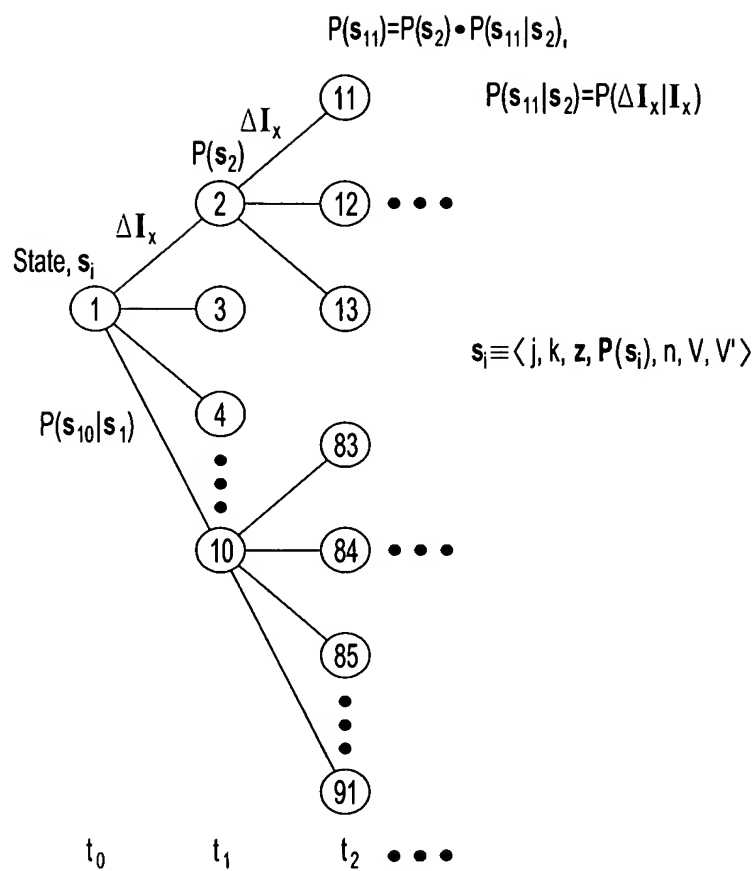 P(s₁₁)=P(s₂)•P(s₁₁|s₂),
11
P(s₁₁|s₂)=P(ΔIₓ|Iₓ)
ΔIₓ
P(s₂)
2
12 •••
ΔIₓ
State, sᵢ
1
3
13
sᵢ≡⟨j, k, z, P(sᵢ), n, V, V'⟩
4
P(s₁₀|s₁)
83
10
84 •••
85
91
t₀ t₁ t₂ •••